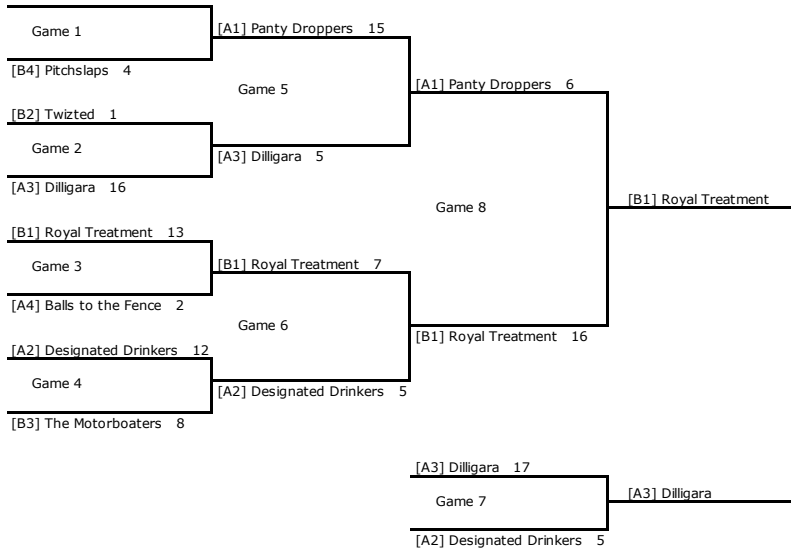 Game 1
[A1] Panty Droppers 15
[B4] Pitchslaps 4
Game 5
[A1] Panty Droppers 6
[B2] Twizted 1
Game 2
[A3] Dilligara 5
[A3] Dilligara 16
Game 8
[B1] Royal Treatment
[B1] Royal Treatment 13
Game 3
[B1] Royal Treatment 7
[A4] Balls to the Fence 2
Game 6
[B1] Royal Treatment 16
[A2] Designated Drinkers 12
Game 4
[A2] Designated Drinkers 5
[B3] The Motorboaters 8
[A3] Dilligara 17
Game 7
[A3] Dilligara
[A2] Designated Drinkers 5